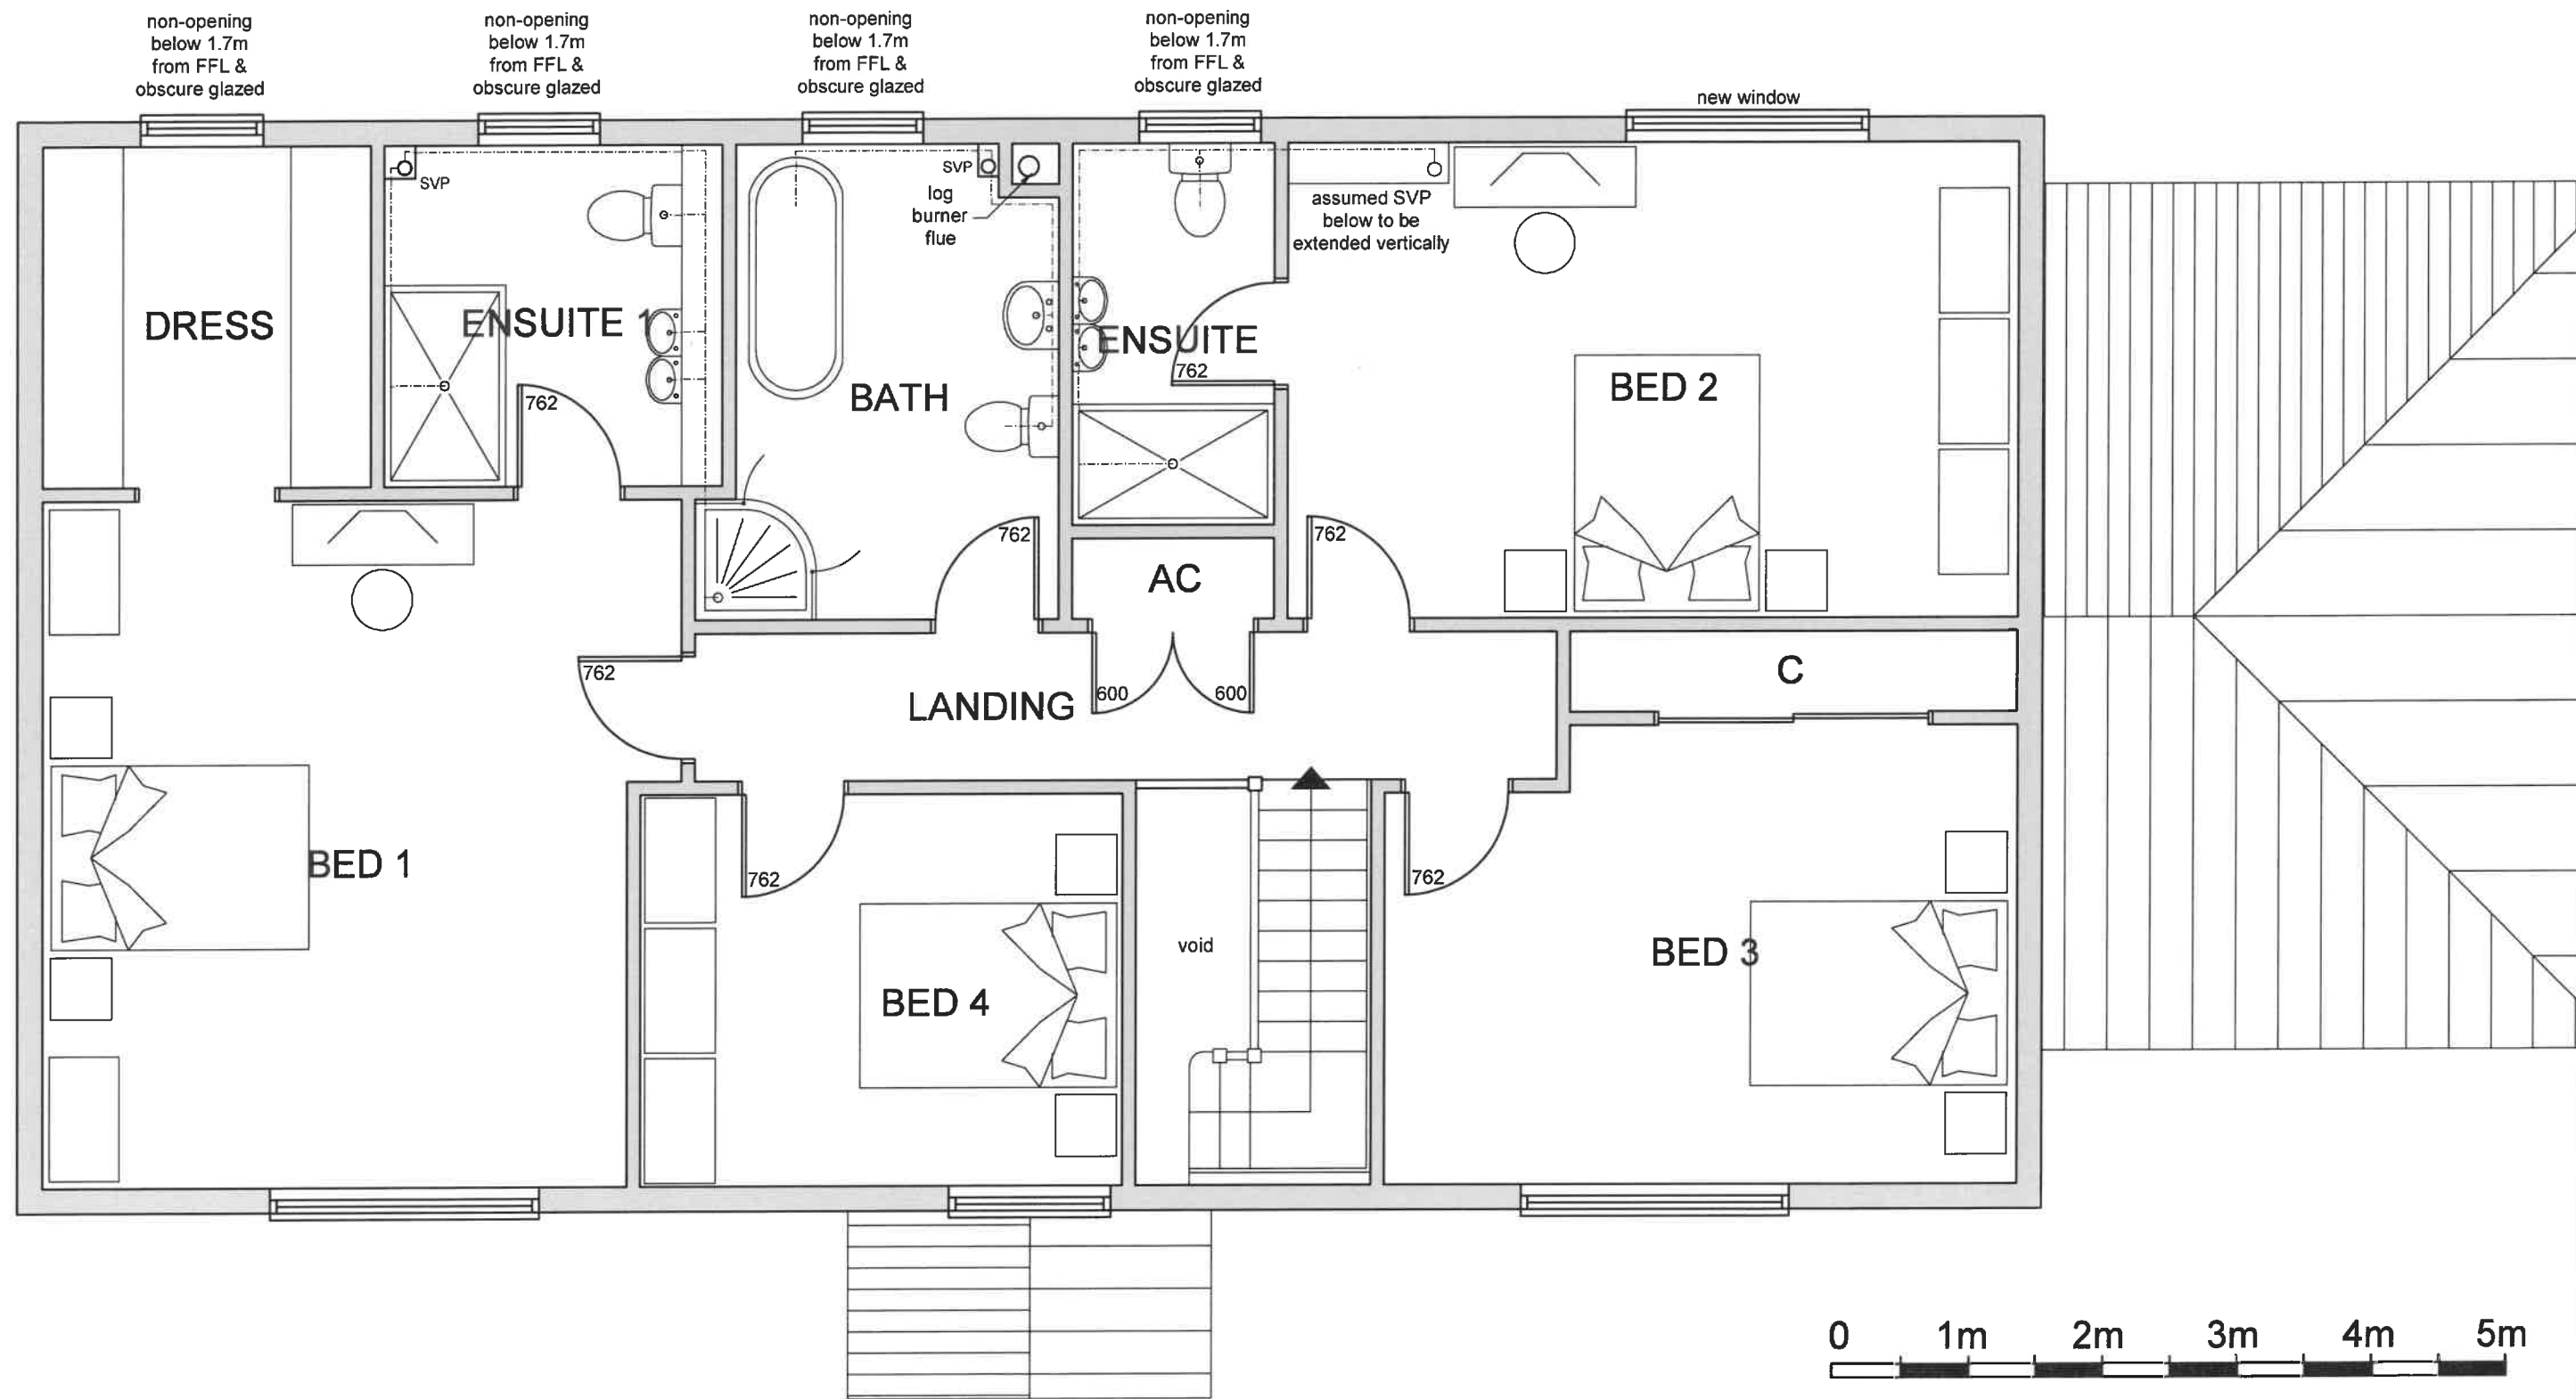 non-opening
below 1.7m
from FFL &
obscure glazed
non-opening
below 1.7m
from FFL &
obscure glazed
non-opening
below 1.7m
from FFL &
obscure glazed
non-opening
below 1.7m
from FFL &
obscure glazed
new window
SVP
SVP
log
burner
flue
assumed SVP
below to be
extended vertically
DRESS
ENSUITE 1
ENSUITE
762
BED 2
762
BATH
762
762
AC
762
600
600
LANDING
C
762
762
BED 1
void
BED 3
BED 4
0 1m 2m 3m 4m 5m